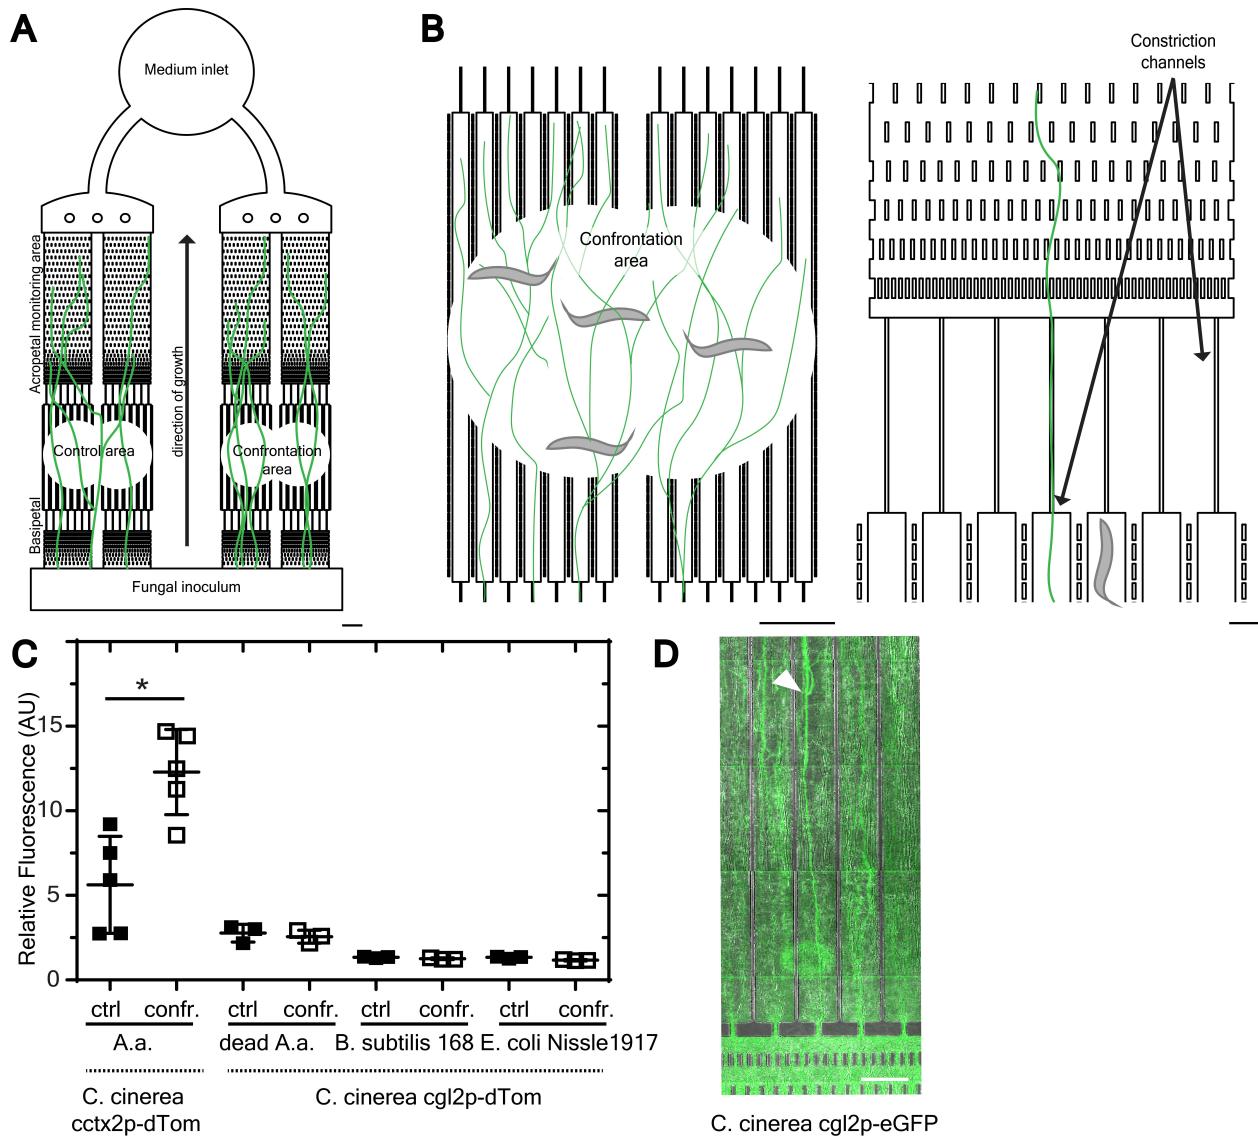 A
Medium inlet
Acropetal monitoring area
direction of growth
Control area
Confrontation
area
Basipetal
Fungal inoculum
B
Confrontation
area
Constriction
channels
C
Relative Fluorescence (AU)
15
10
5
0
*
ctrl confr. ctrl confr. ctrl confr. ctrl confr.
A.a. dead A.a. B. subtilis 168 E. coli Nissle1917
C. cinerea
cctx2p-dTom
C. cinerea cgl2p-dTom
D
C. cinerea cgl2p-eGFP